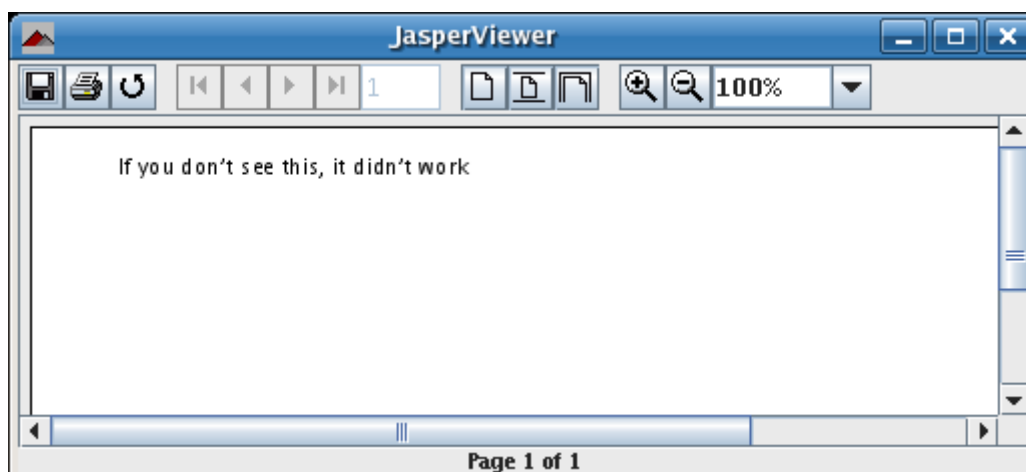 JasperViewer
1
100%
If you don't see this, it didn't work
Page 1 of 1